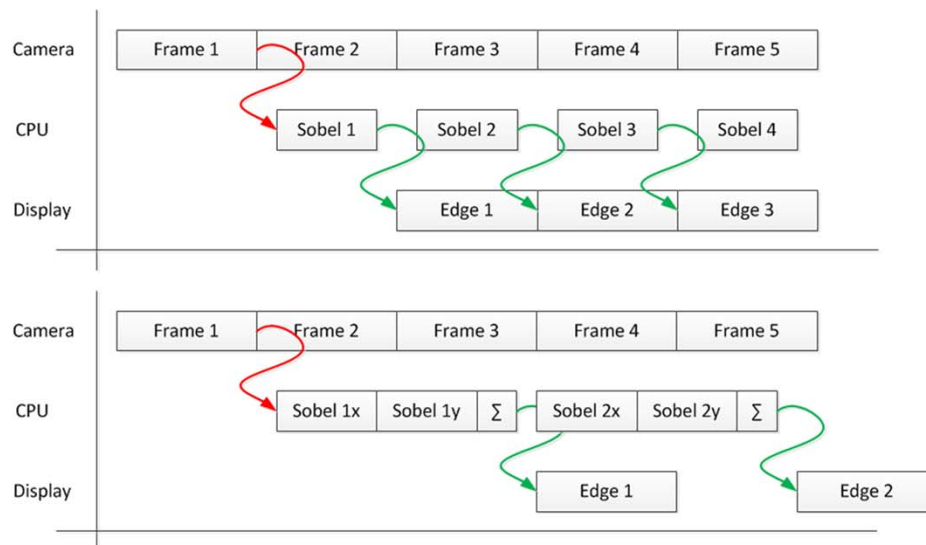 Camera Frame 1 Frame 2 Frame 3 Frame 4 Frame 5
CPU Sobel 1 Sobel 2 Sobel 3 Sobel 4
Display Edge 1 Edge 2 Edge 3
Camera Frame 1 Frame 2 Frame 3 Frame 4 Frame 5
CPU Sobel 1x Sobel 1y ∑ Sobel 2x Sobel 2y ∑
Display Edge 1 Edge 2